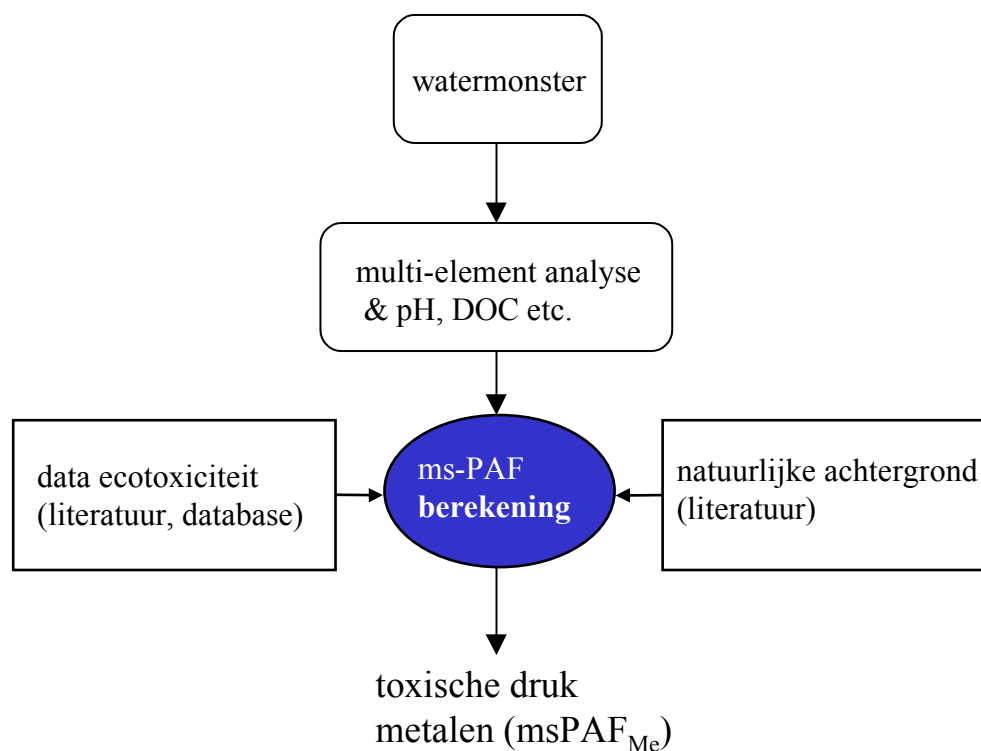 watermonster
multi-element analyse
& pH, DOC etc.
data ecotoxiciteit
(literatuur, database)
ms-PAF
berekening
natuurlijke achtergrond
(literatuur)
toxische druk
metalen (msPAFMe)